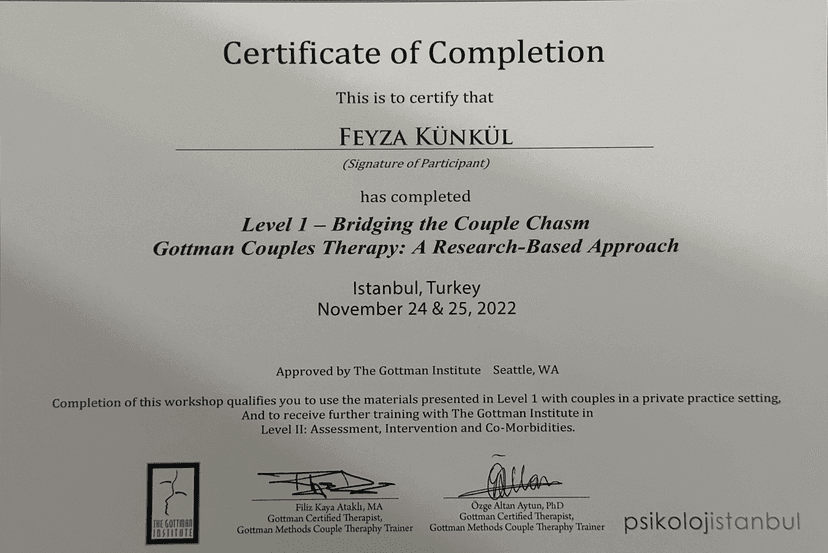 Certificate of Completion
This is to certify that
FEYZA KÜNKÜL
(Signature of Participant)
has completed
Level 1 – Bridging the Couple Chasm
Gottman Couples Therapy: A Research-Based Approach
Istanbul, Turkey
November 24 & 25, 2022
Approved by The Gottman Institute Seattle, WA
Completion of this workshop qualifies you to use the materials presented in Level 1 with couples in a private practice setting,
And to receive further training with The Gottman Institute in
Level II: Assessment, Intervention and Co-Morbidities.
THE GOTTMAN
INSTITUTE
Filiz Kaya Ataklı, MA
Gottman Certified Therapist,
Gottman Methods Couple Theraphy Trainer
Özge Altan Aytun, PhD
Gottman Certified Therapist,
Gottman Methods Couple Theraphy Trainer
psikolojistanbul